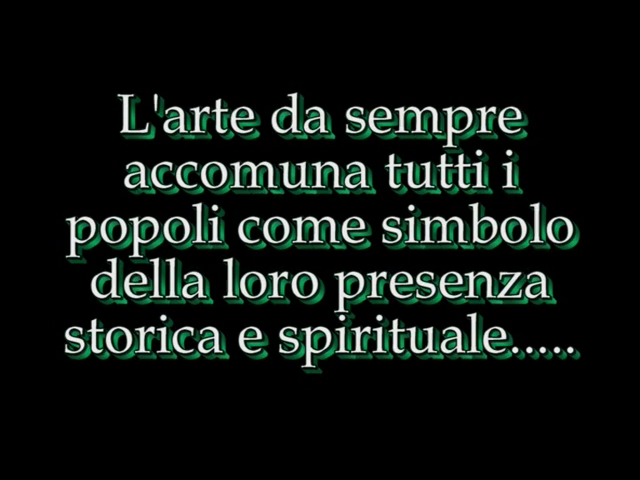 L'arte da sempre
accomuna tutti i
popoli come simbolo
della loro presenza
storica e spirituale.....